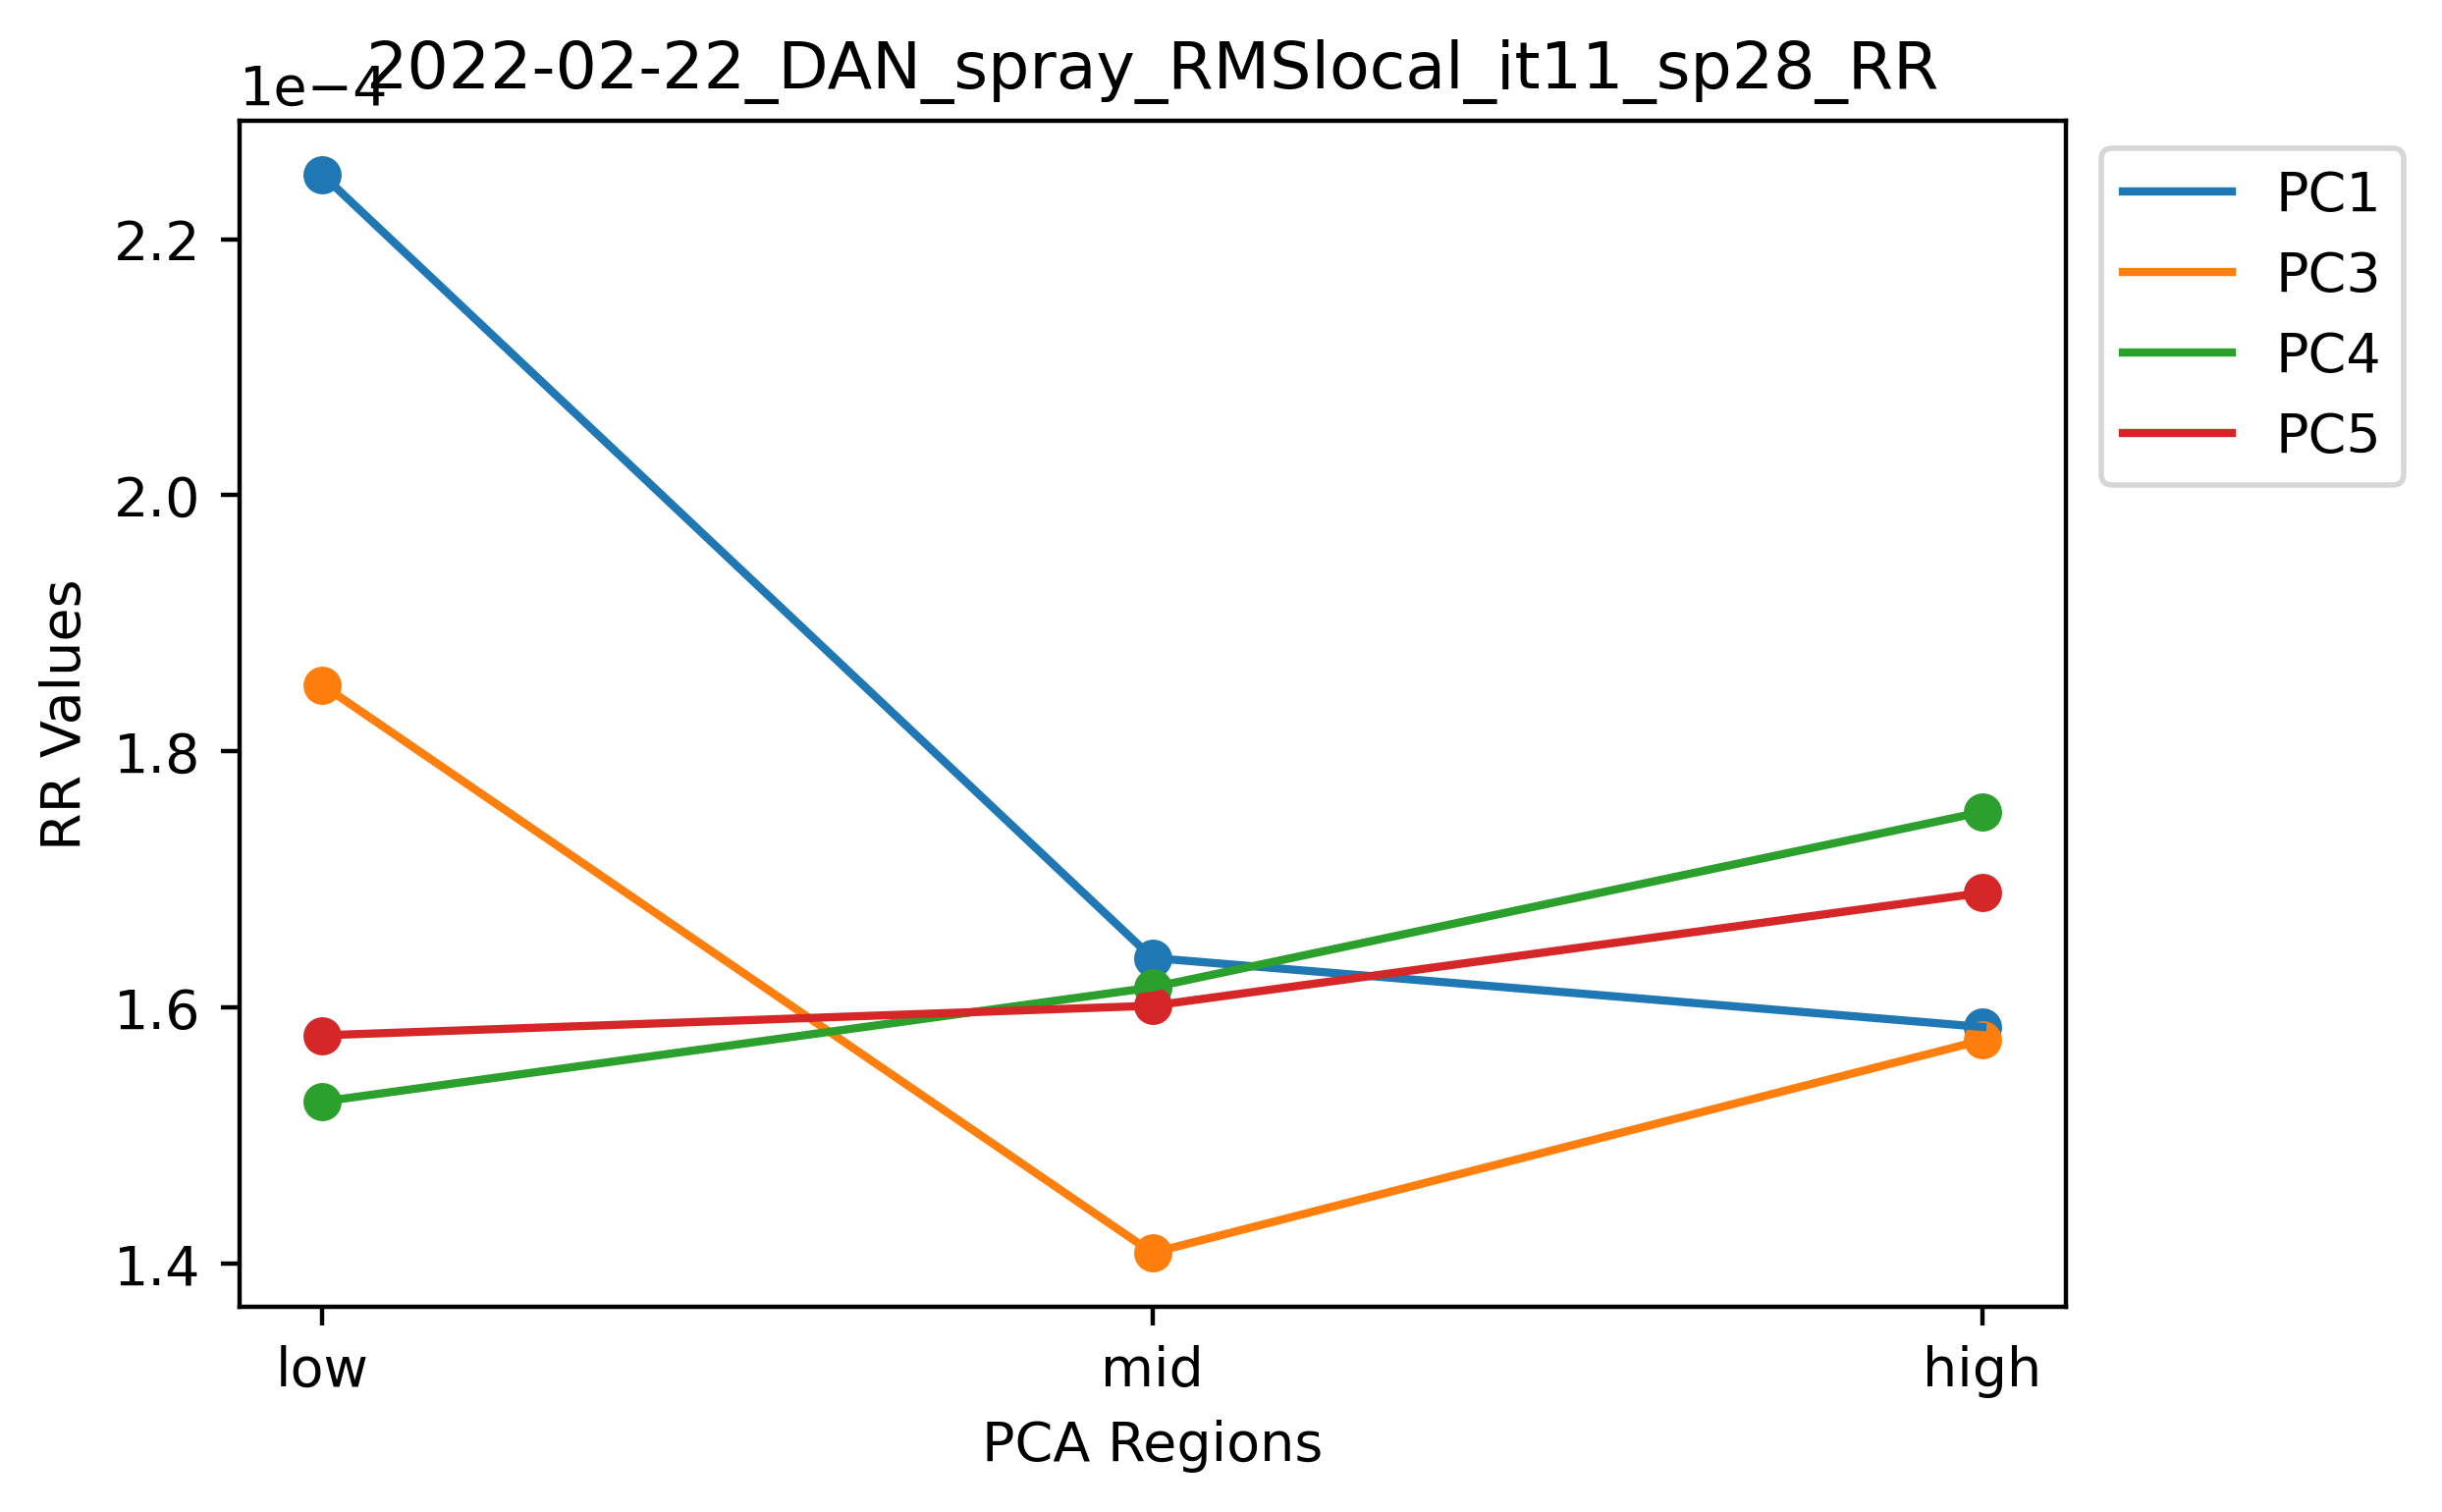 2022-02-22_DAN_spray_RMSlocal_it11_sp28_RR
1e−4
2.2
2.0
1.8
1.6
1.4
RR Values
low mid high
PCA Regions
PC1
PC3
PC4
PC5